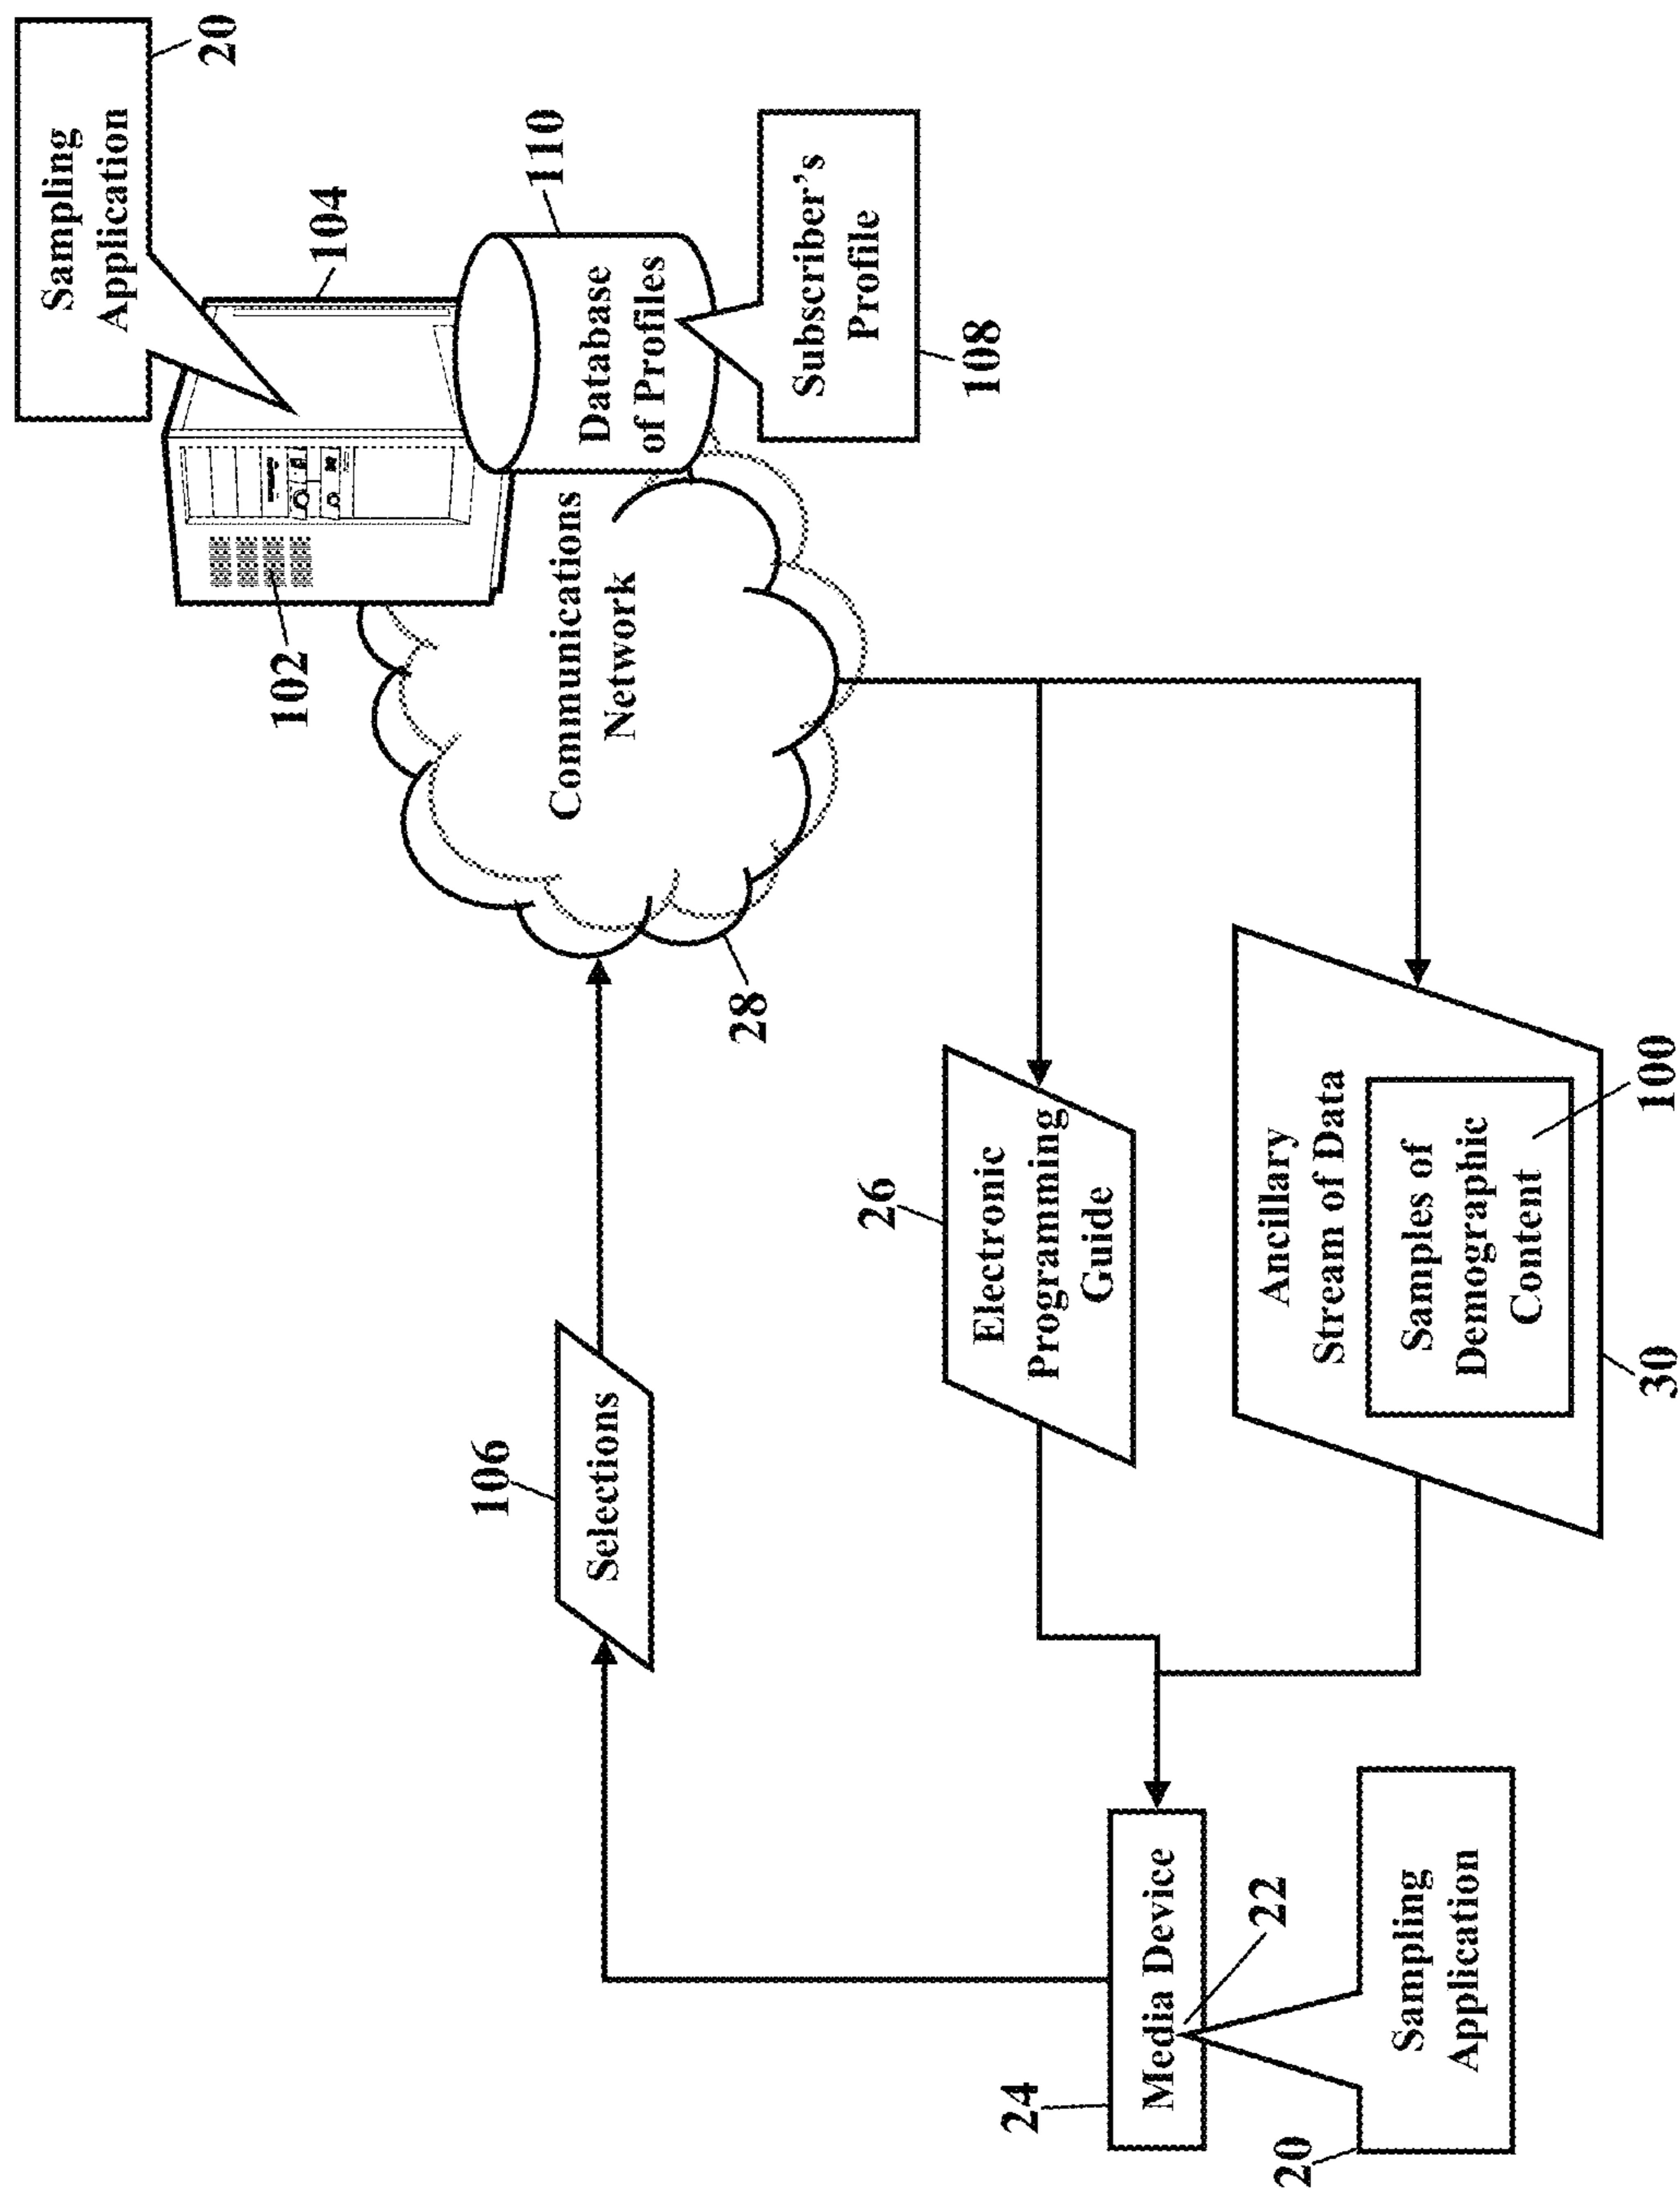 Sampling
Application
20
104
102
Database
of Profiles
110
Subscriber's
Profile
108
Communications
Network
28
106
Selections
26
Electronic
Programming
Guide
Ancillary
Stream of Data
Samples of
Demographic
Content
100
30
24
Media Device
22
Sampling
Application
20